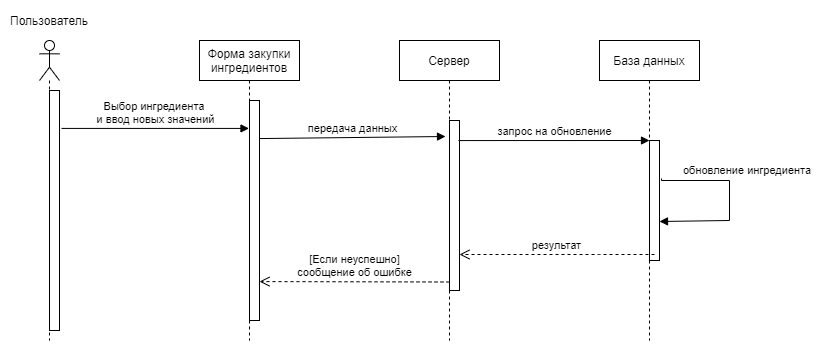 Пользователь
Форма закупки
ингредиентов
Сервер
База данных
Выбор ингредиента
и ввод новых значений
передача данных
запрос на обновление
обновление ингредиента
результат
[Если неуспешно]
сообщение об ошибке